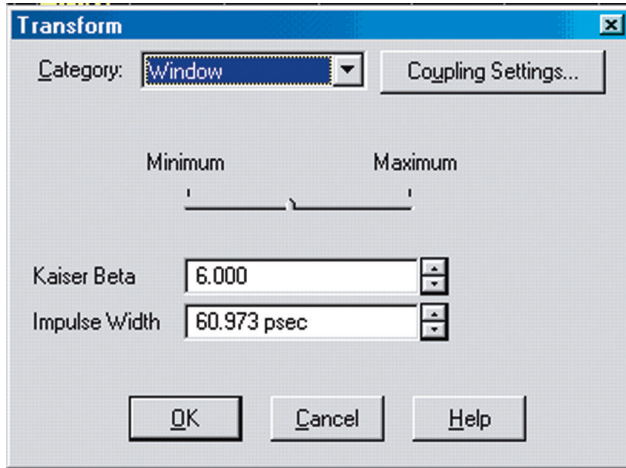 Transform
Category: Window Coupling Settings...
Minimum Maximum
Kaiser Beta 6.000
Impulse Width 60.973 psec
OK Cancel Help